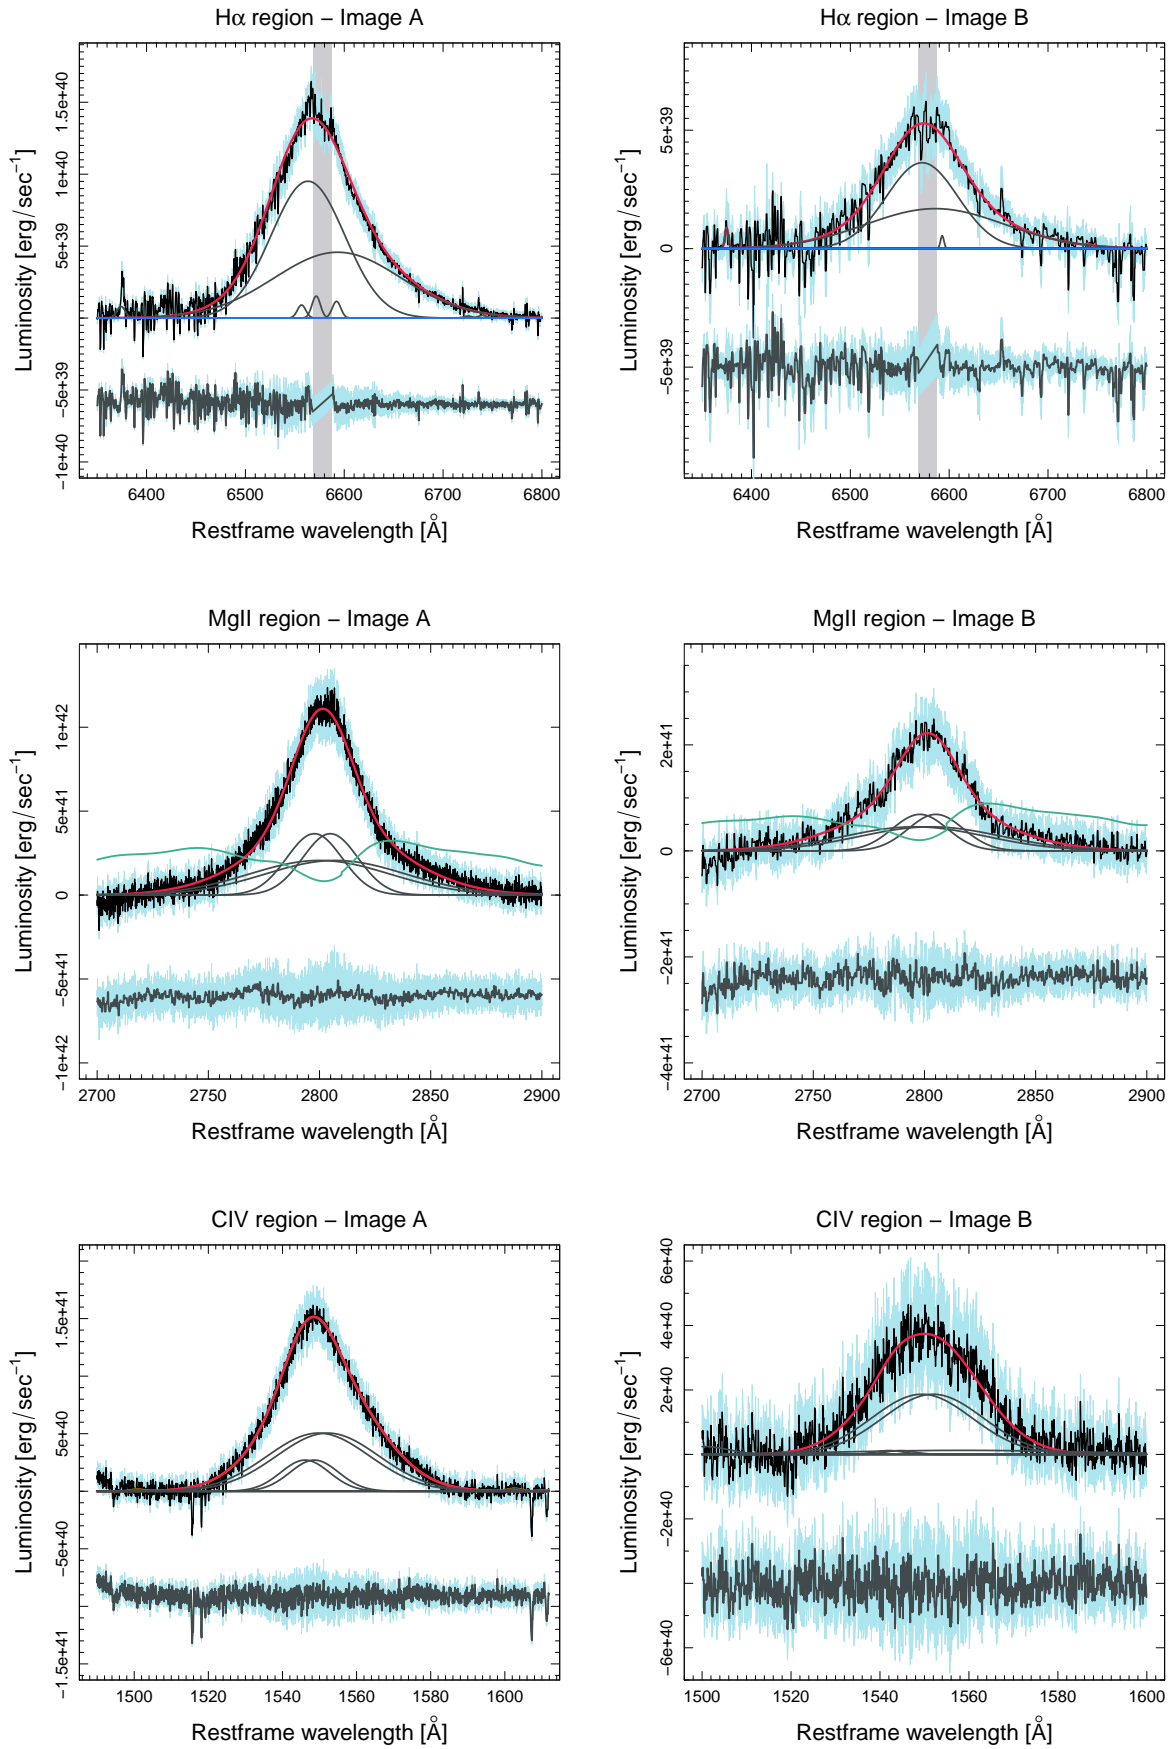 Hα region – Image A
Luminosity [erg/sec⁻¹]
−1e+40 −5e+39 0 5e+39 1e+40 1.5e+40
6400 6500 6600 6700 6800
Restframe wavelength [Å]
Hα region – Image B
Luminosity [erg/sec⁻¹]
−5e+39 0 5e+39
6400 6500 6600 6700 6800
Restframe wavelength [Å]
MgII region – Image A
Luminosity [erg/sec⁻¹]
−1e+42 −5e+41 0 5e+41 1e+42
2700 2750 2800 2850 2900
Restframe wavelength [Å]
MgII region – Image B
Luminosity [erg/sec⁻¹]
−4e+41 −2e+41 0 2e+41
2700 2750 2800 2850 2900
Restframe wavelength [Å]
CIV region – Image A
Luminosity [erg/sec⁻¹]
−1.5e+41 −5e+40 0 5e+40 1.5e+41
1500 1520 1540 1560 1580 1600
Restframe wavelength [Å]
CIV region – Image B
Luminosity [erg/sec⁻¹]
−6e+40 −2e+40 0 2e+40 4e+40 6e+40
1500 1520 1540 1560 1580 1600
Restframe wavelength [Å]